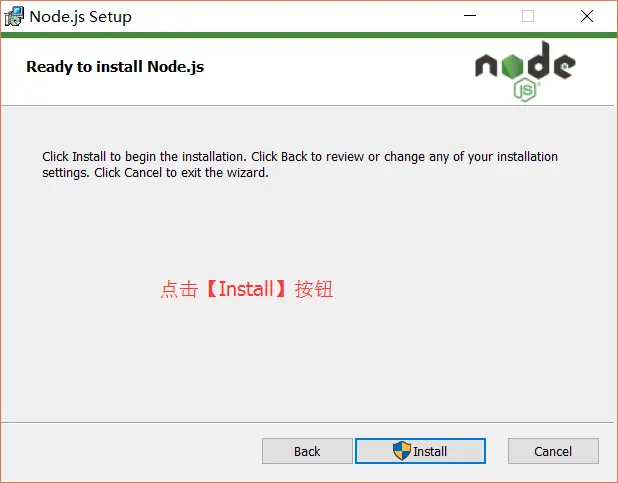 Node.js Setup
Ready to install Node.js
node
JS
Click Install to begin the installation. Click Back to review or change any of your installation
settings. Click Cancel to exit the wizard.
点击【Install】按钮
Back
Install
Cancel